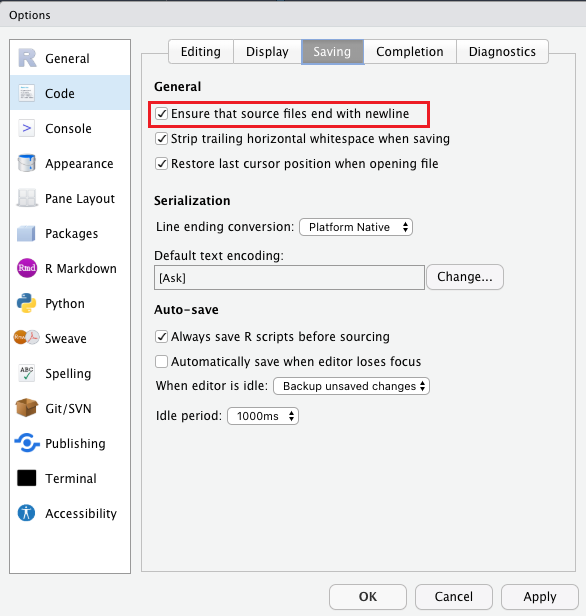 Options
General
Code
Console
Appearance
Pane Layout
Packages
R Markdown
Python
Sweave
Spelling
Git/SVN
Publishing
Terminal
Accessibility
Editing Display Saving Completion Diagnostics
General
Ensure that source files end with newline
Strip trailing horizontal whitespace when saving
Restore last cursor position when opening file
Serialization
Line ending conversion: Platform Native
Default text encoding:
[Ask] Change...
Auto-save
Always save R scripts before sourcing
Automatically save when editor loses focus
When editor is idle: Backup unsaved changes
Idle period: 1000ms
OK Cancel Apply